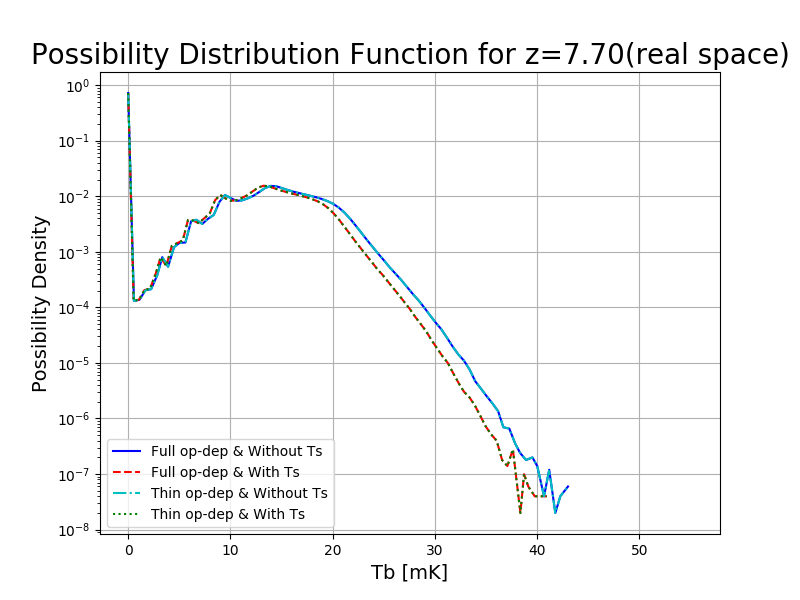 Possibility Distribution Function for z=7.70(real space)
Possibility Density
10⁰
10⁻¹
10⁻²
10⁻³
10⁻⁴
10⁻⁵
10⁻⁶
10⁻⁷
10⁻⁸
Full op-dep & Without Ts
Full op-dep & With Ts
Thin op-dep & Without Ts
Thin op-dep & With Ts
0 10 20 30 40 50
Tb [mK]